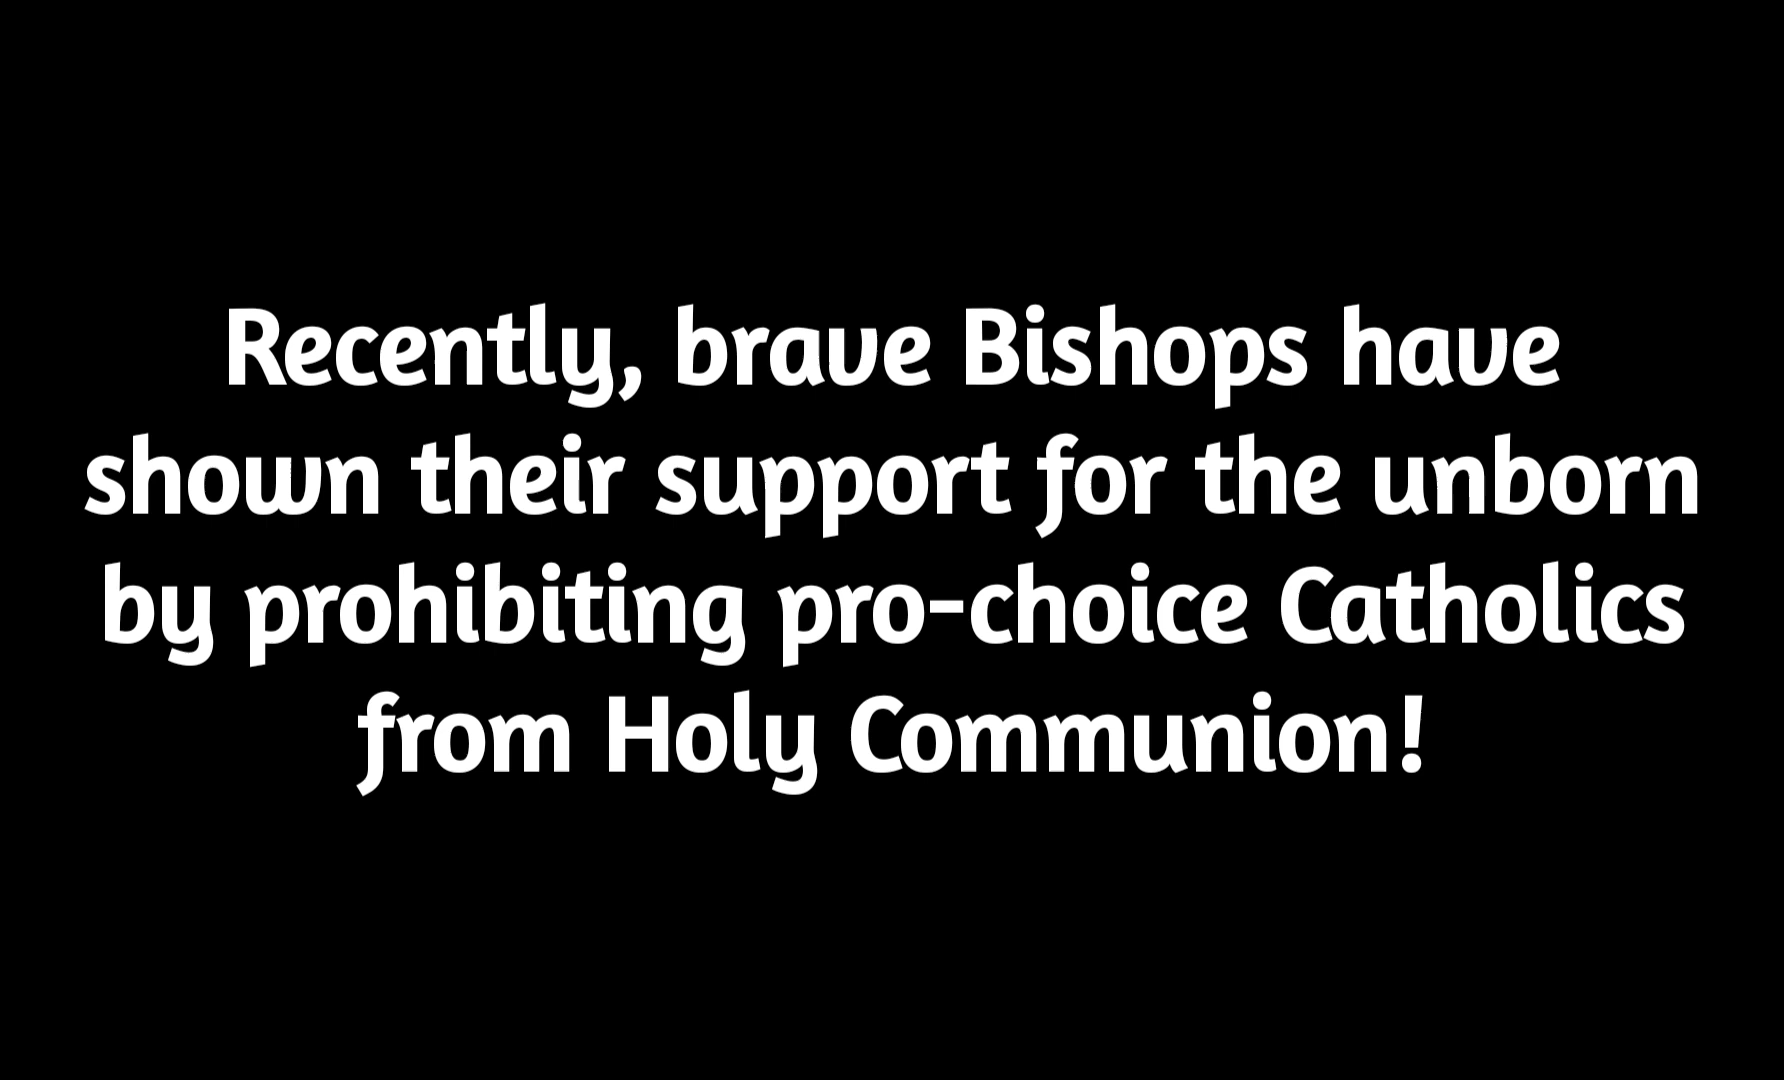 Recently, brave Bishops have
shown their support for the unborn
by prohibiting pro-choice Catholics
from Holy Communion!